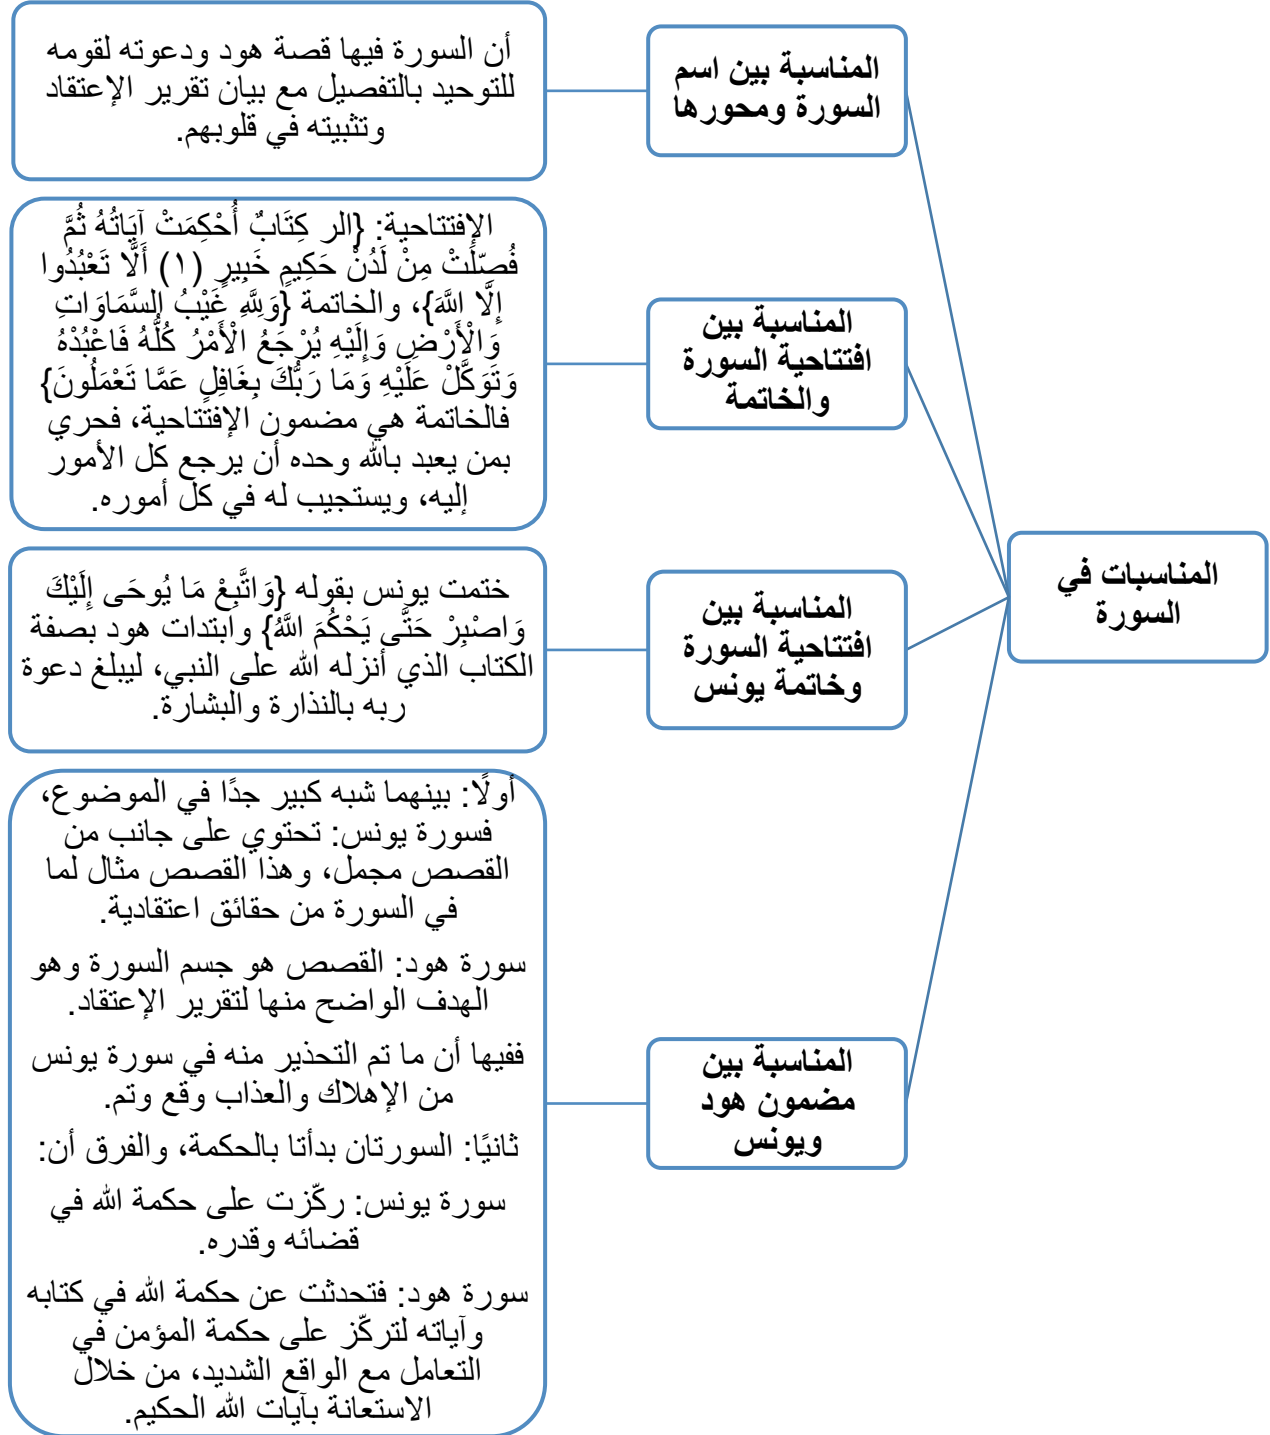 المناسبات في
السورة
المناسبة بين اسم
السورة ومحورها
أن السورة فيها قصة هود ودعوته لقومه
للتوحيد بالتفصيل مع بيان تقرير الإعتقاد
وتثبيته في قلوبهم.
المناسبة بين
افتتاحية السورة
والخاتمة
الإفتتاحية: {الر كِتَابٌ أُحْكِمَتْ آيَاتُهُ ثُمَّ
فُصِّلَتْ مِنْ لَدُنْ حَكِيمٍ خَبِيرٍ (١) أَلَّا تَعْبُدُوا
إِلَّا اللَّهَ}، والخاتمة {وَلِلَّهِ غَيْبُ السَّمَاوَاتِ
وَالْأَرْضِ وَإِلَيْهِ يُرْجَعُ الْأَمْرُ كُلُّهُ فَاعْبُدْهُ
وَتَوَكَّلْ عَلَيْهِ وَمَا رَبُّكَ بِغَافِلٍ عَمَّا تَعْمَلُونَ}
فالخاتمة هي مضمون الإفتتاحية، فحري
بمن يعبد بالله وحده أن يرجع كل الأمور
إليه، ويستجيب له في كل أموره.
المناسبة بين
افتتاحية السورة
وخاتمة يونس
ختمت يونس بقوله {وَاتَّبِعْ مَا يُوحَى إِلَيْكَ
وَاصْبِرْ حَتَّى يَحْكُمَ اللَّهُ} وابتدات هود بصفة
الكتاب الذي أنزله الله على النبي، ليبلغ دعوة
ربه بالنذارة والبشارة.
المناسبة بين
مضمون هود
ويونس
أولًا: بينهما شبه كبير جدًا في الموضوع،
فسورة يونس: تحتوي على جانب من
القصص مجمل، وهذا القصص مثال لما
في السورة من حقائق اعتقادية.
سورة هود: القصص هو جسم السورة وهو
الهدف الواضح منها لتقرير الإعتقاد.
ففيها أن ما تم التحذير منه في سورة يونس
من الإهلاك والعذاب وقع وتم.
ثانيًا: السورتان بدأتا بالحكمة، والفرق أن:
سورة يونس: ركّزت على حكمة الله في
قضائه وقدره.
سورة هود: فتحدثت عن حكمة الله في كتابه
وآياته لتركّز على حكمة المؤمن في
التعامل مع الواقع الشديد، من خلال
الاستعانة بآيات الله الحكيم.